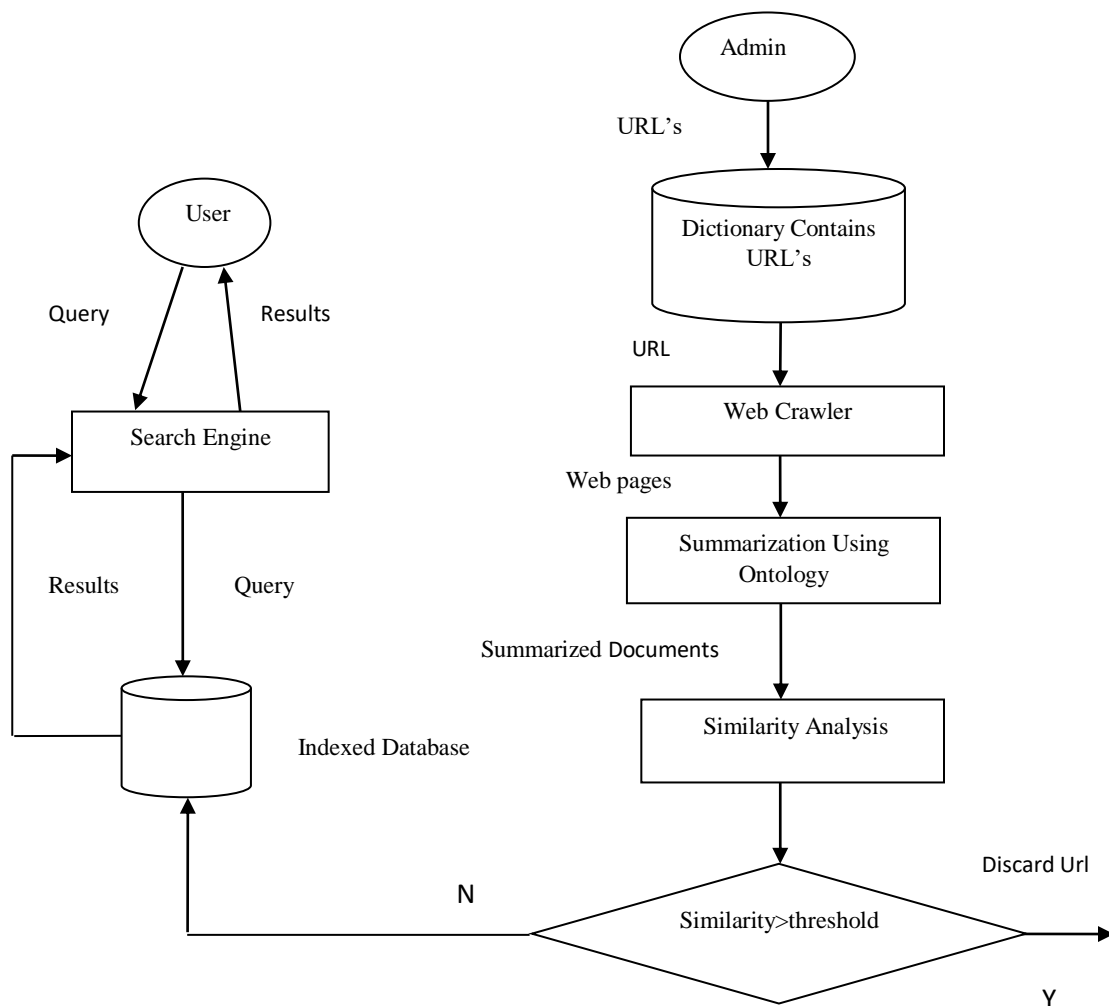 Admin
URL’s
Dictionary Contains
URL’s
User
Query
Results
URL
Web Crawler
Search Engine
Web pages
Summarization Using
Ontology
Results
Query
Summarized Documents
Similarity Analysis
Indexed Database
Discard Url
N
Similarity>threshold
Y